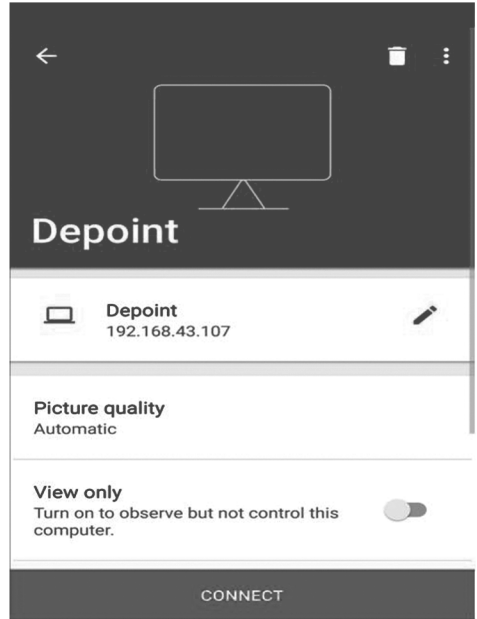 Depoint
Depoint
192.168.43.107
Picture quality
Automatic
View only
Turn on to observe but not control this
computer.
CONNECT